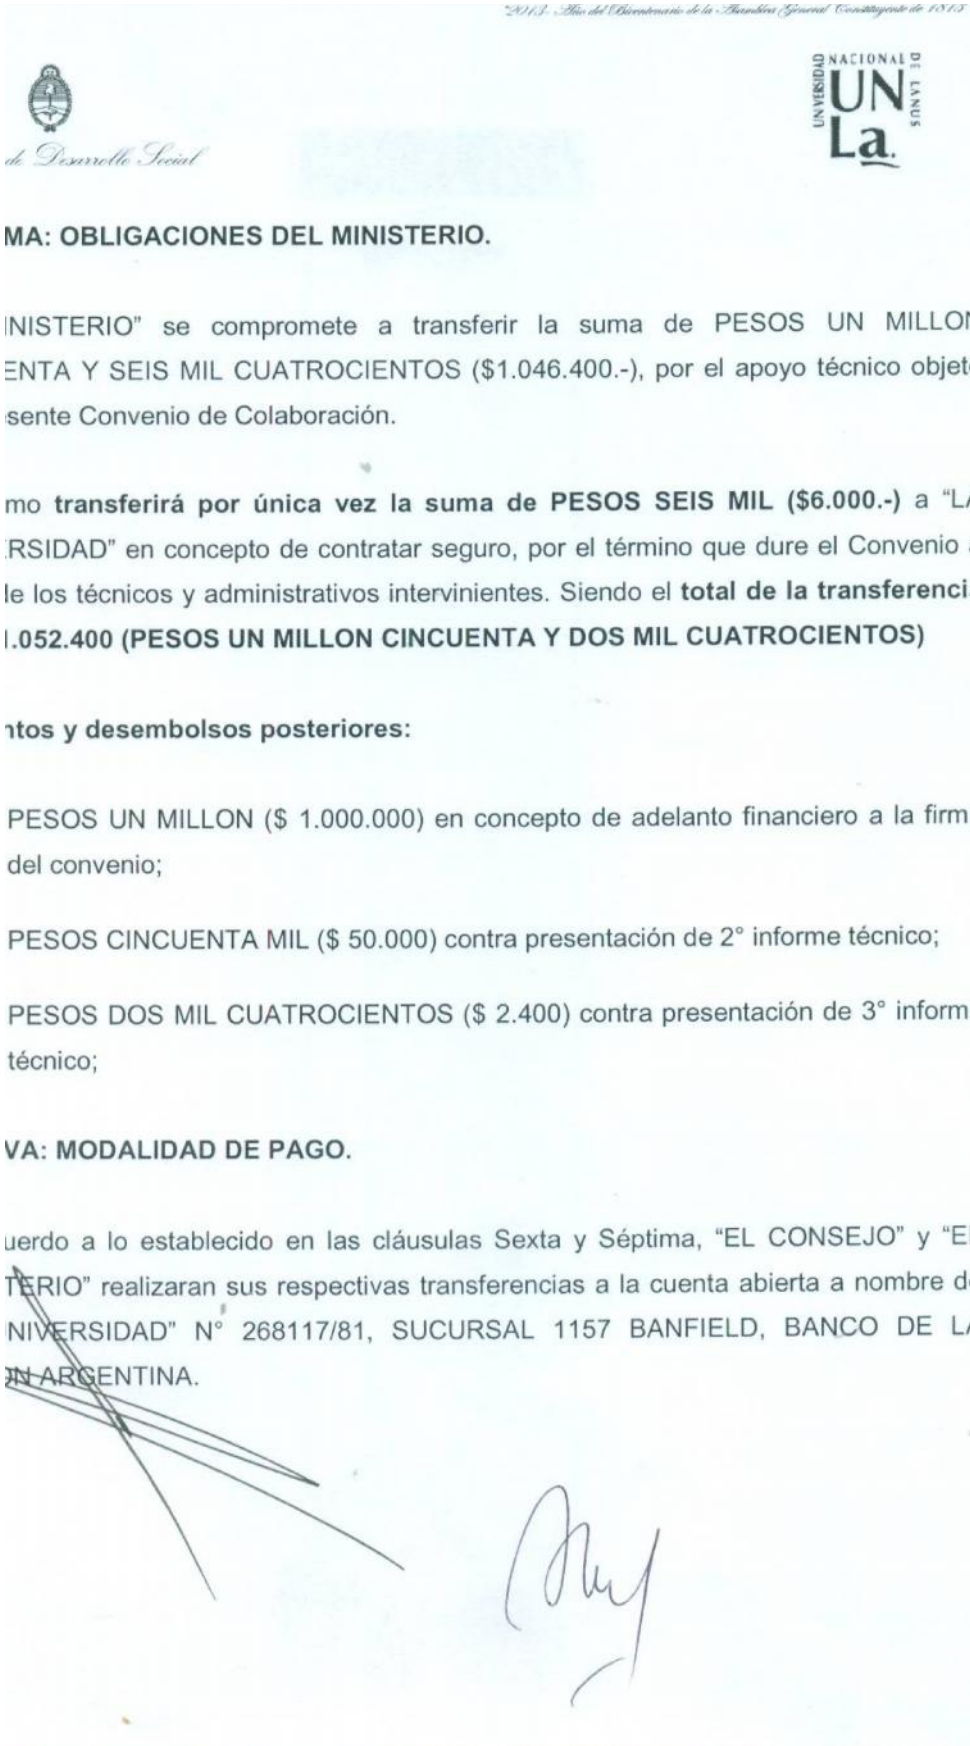 "2013- Año del Bicentenario de la Asamblea General Constituyente de 1813
UNIVERSIDAD NACIONAL DE LANUS
UNLa.
de Desarrollo Social
MA: OBLIGACIONES DEL MINISTERIO.
NISTERIO" se compromete a transferir la suma de PESOS UN MILLON
ENTA Y SEIS MIL CUATROCIENTOS ($1.046.400.-), por el apoyo técnico objet
sente Convenio de Colaboración.
mo transferirá por única vez la suma de PESOS SEIS MIL ($6.000.-) a "LA
RSIDAD" en concepto de contratar seguro, por el término que dure el Convenio
de los técnicos y administrativos intervinientes. Siendo el total de la transferenci
1.052.400 (PESOS UN MILLON CINCUENTA Y DOS MIL CUATROCIENTOS)
ntos y desembolsos posteriores:
PESOS UN MILLON ($ 1.000.000) en concepto de adelanto financiero a la firm
del convenio;
PESOS CINCUENTA MIL ($ 50.000) contra presentación de 2° informe técnico;
PESOS DOS MIL CUATROCIENTOS ($ 2.400) contra presentación de 3° inform
técnico;
VA: MODALIDAD DE PAGO.
uerdo a lo establecido en las cláusulas Sexta y Séptima, "EL CONSEJO" y "EL
TERIO" realizaran sus respectivas transferencias a la cuenta abierta a nombre de
NIVERSIDAD" N° 268117/81, SUCURSAL 1157 BANFIELD, BANCO DE LA
ON ARGENTINA.